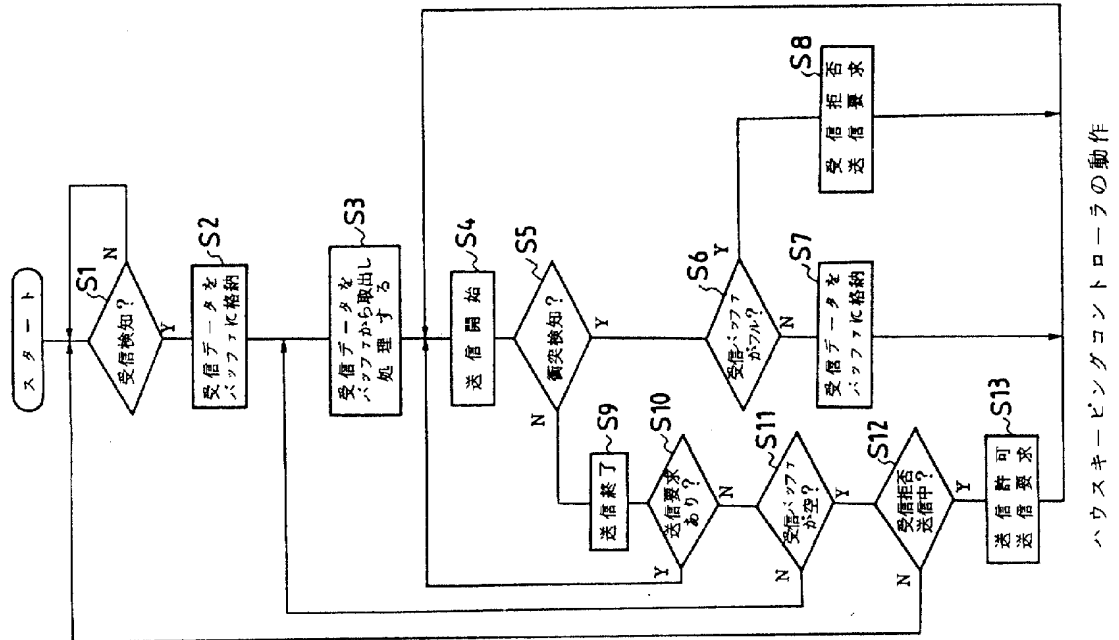 スタート
S1
受信検知?
N
Y
S2
受信データを
バッファに格納
S3
受信データを
バッファから取出し
処理する
S4
送信開始
S5
衝突検知?
N
Y
S6
受信バッファ
がフル?
Y
N
S7
受信データを
バッファに格納
S8
受信拒否
送信要求
S9
送信終了
S10
送信要求
あり?
Y
N
S11
受信バッファ
が空?
N
Y
S12
受信拒否
送信中?
N
Y
S13
送信許可
送信要求
ハウスキーピングコントローラの動作